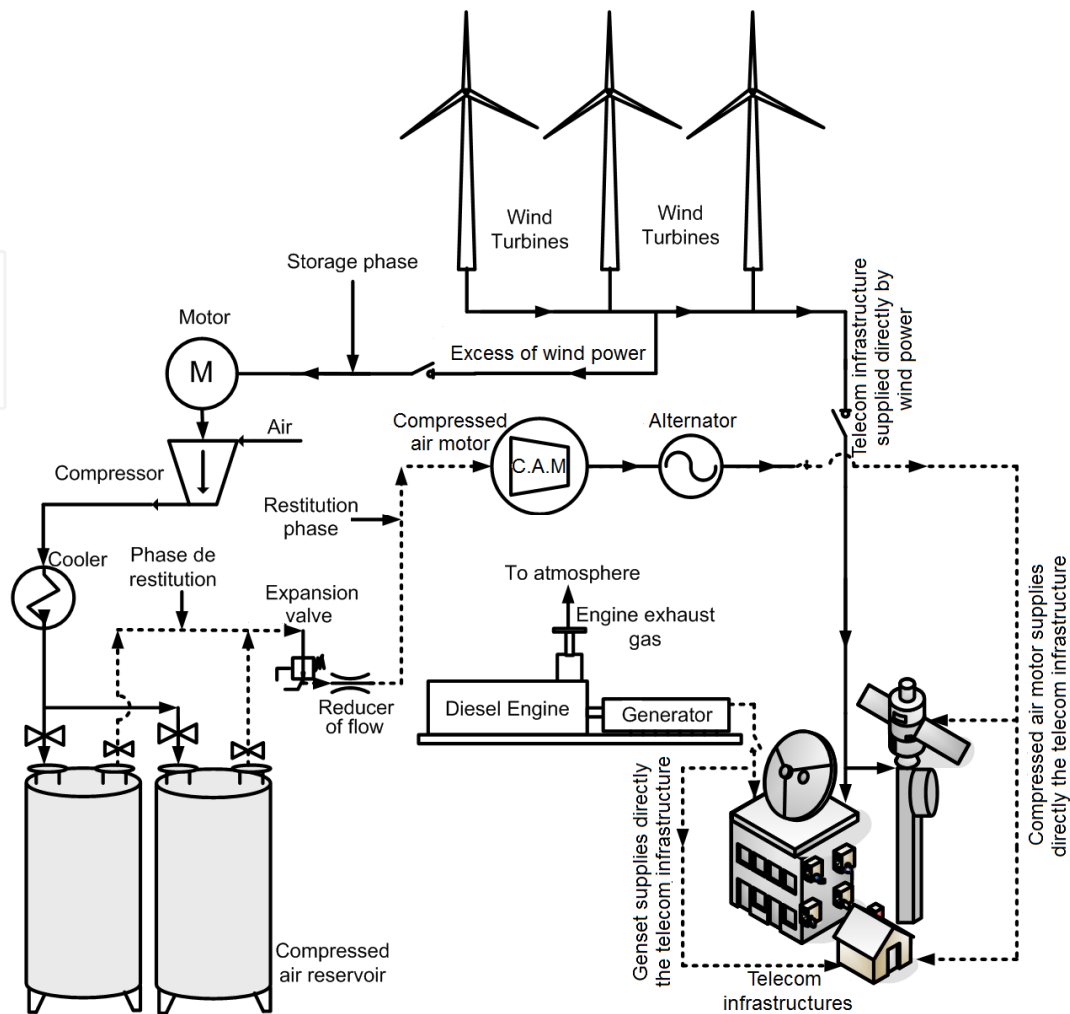 Wind
Turbines
Wind
Turbines
Storage phase
Telecom infrastructure
supplied directly by
wind power
Motor
M
Excess of wind power
Air
Compressor
Compressed
air motor
C.A.M
Alternator
Restitution
phase
Cooler
Phase de
restitution
Expansion
valve
To atmosphere
Engine exhaust
gas
Reducer
of flow
Diesel Engine
Generator
Compressed air motor supplies
directly the telecom infrastructure
Genset supplies directly
the telecom infrastructure
Compressed
air reservoir
Telecom
infrastructures